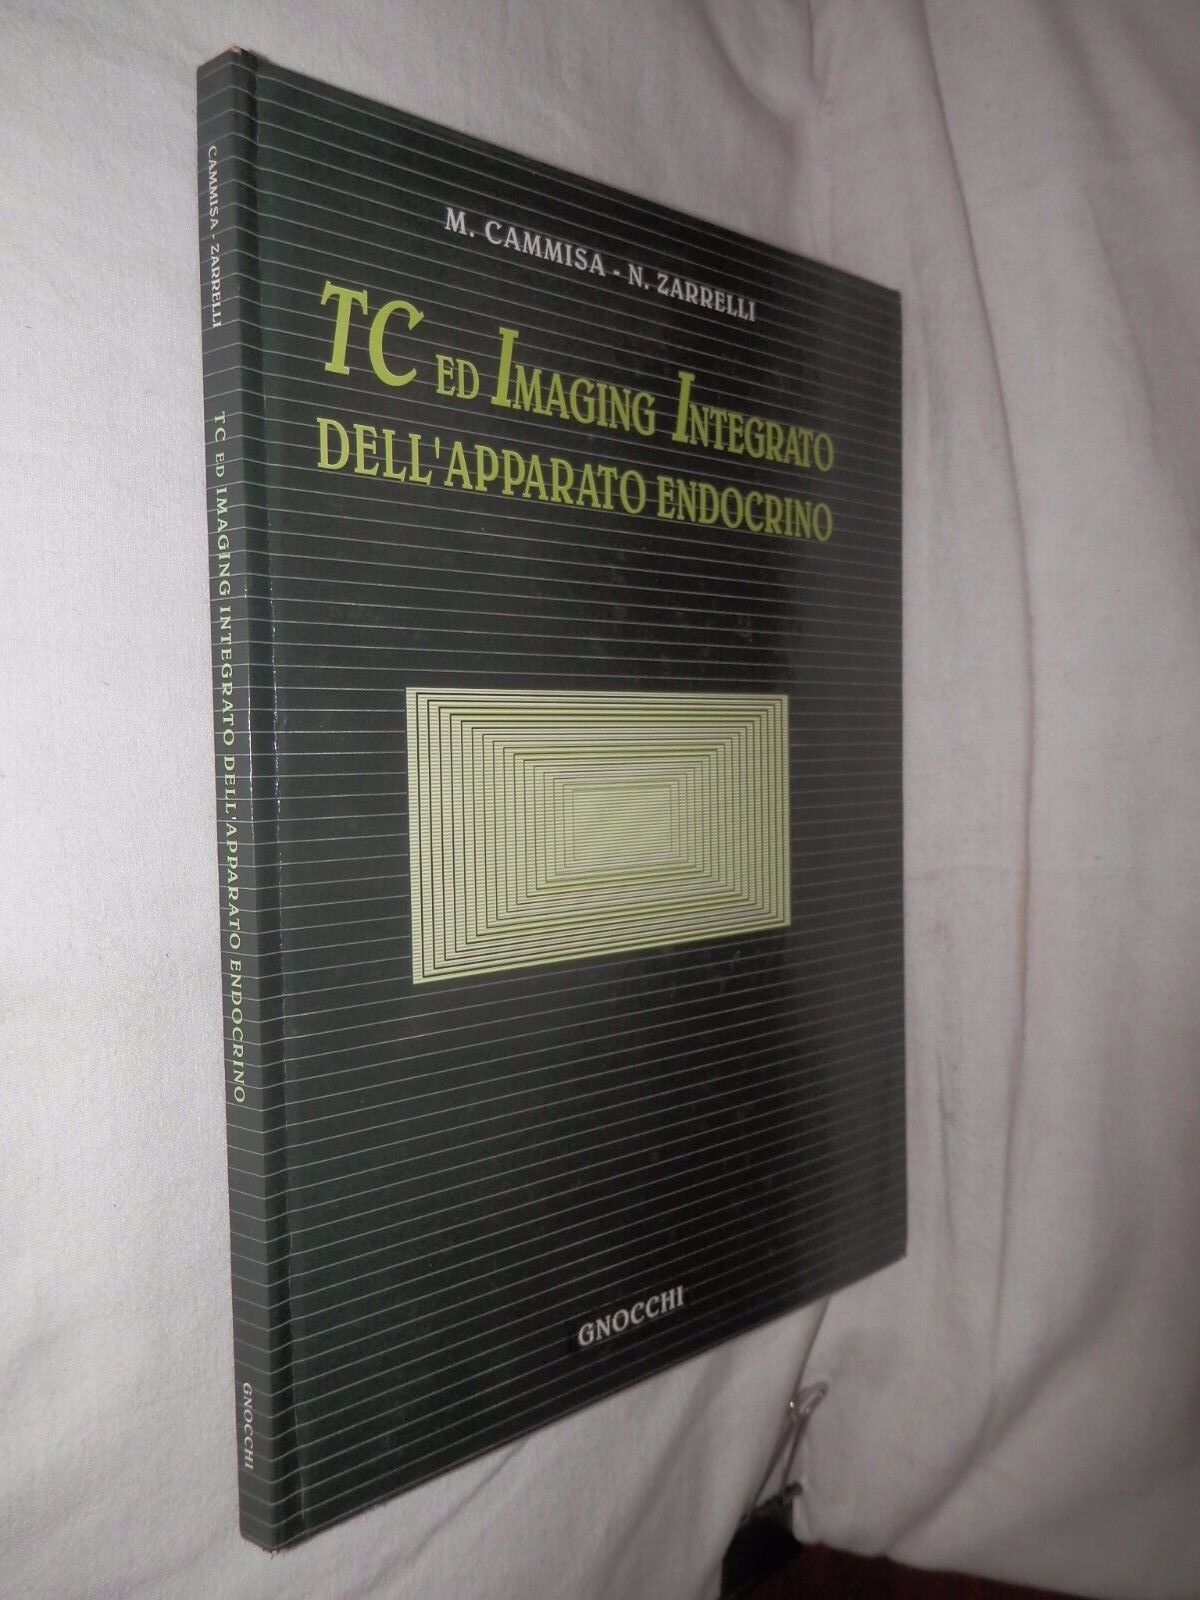 M. CAMMISA - N. ZARRELLI
TC ED IMAGING INTEGRATO
DELL'APPARATO ENDOCRINO
GNOCCHI
CAMMISA - ZARRELLI
TC ED IMAGING INTEGRATO DELL'APPARATO ENDOCRINO
GNOCCHI